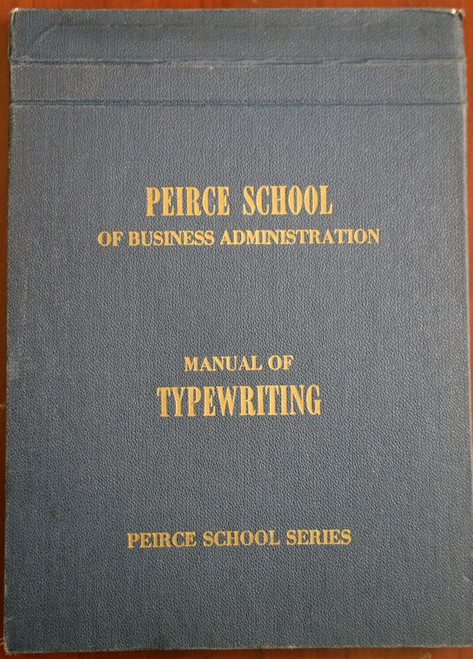 PEIRCE SCHOOL
OF BUSINESS ADMINISTRATION
MANUAL OF
TYPEWRITING
PEIRCE SCHOOL SERIES